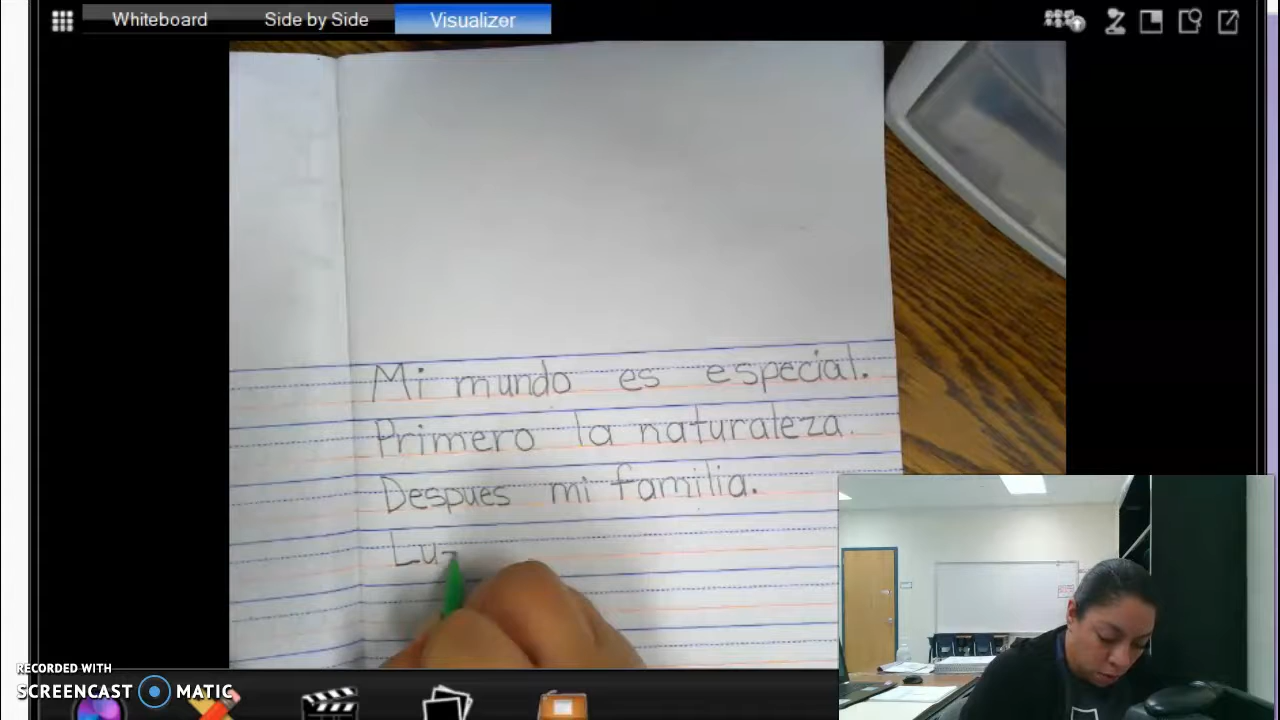 Whiteboard Side by Side Visualizer
Mi mundo es especial.
Primero la naturaleza.
Despues mi familia.
Lu
RECORDED WITH
SCREENCAST MATIC